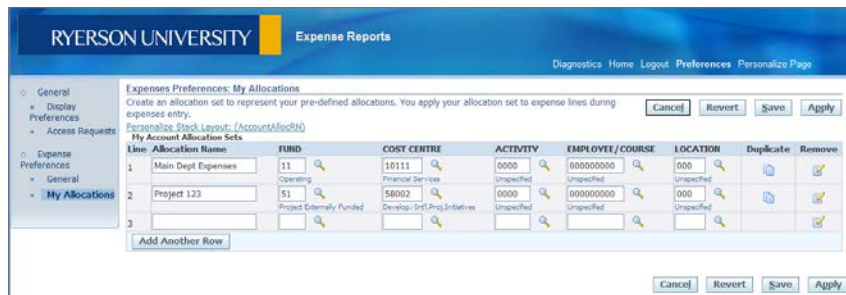 RYERSON UNIVERSITY
Expense Reports
Diagnostics Home Logout Preferences Personalize Page
General
Display Preferences
Access Requests
Expense Preferences
General
My Allocations
Expenses Preferences: My Allocations
Create an allocation set to represent your pre-defined allocations. You apply your allocation set to expense lines during
expenses entry.
Cancel Revert Save Apply
Personalize Stack Layout: (AccountAllocRN)
My Account Allocation Sets
Line Allocation Name FUND COST CENTRE ACTIVITY EMPLOYEE/COURSE LOCATION Duplicate Remove
1 Main Dept Expenses 11 10111 0000 000000000 000
Operating Financial Services Unspecified Unspecified Unspecified
2 Project 123 51 58002 0000 000000000 000
Project Externally Funded Develop.-Int'l.Proj.Initiatives Unspecified Unspecified Unspecified
3
Add Another Row
Cancel Revert Save Apply